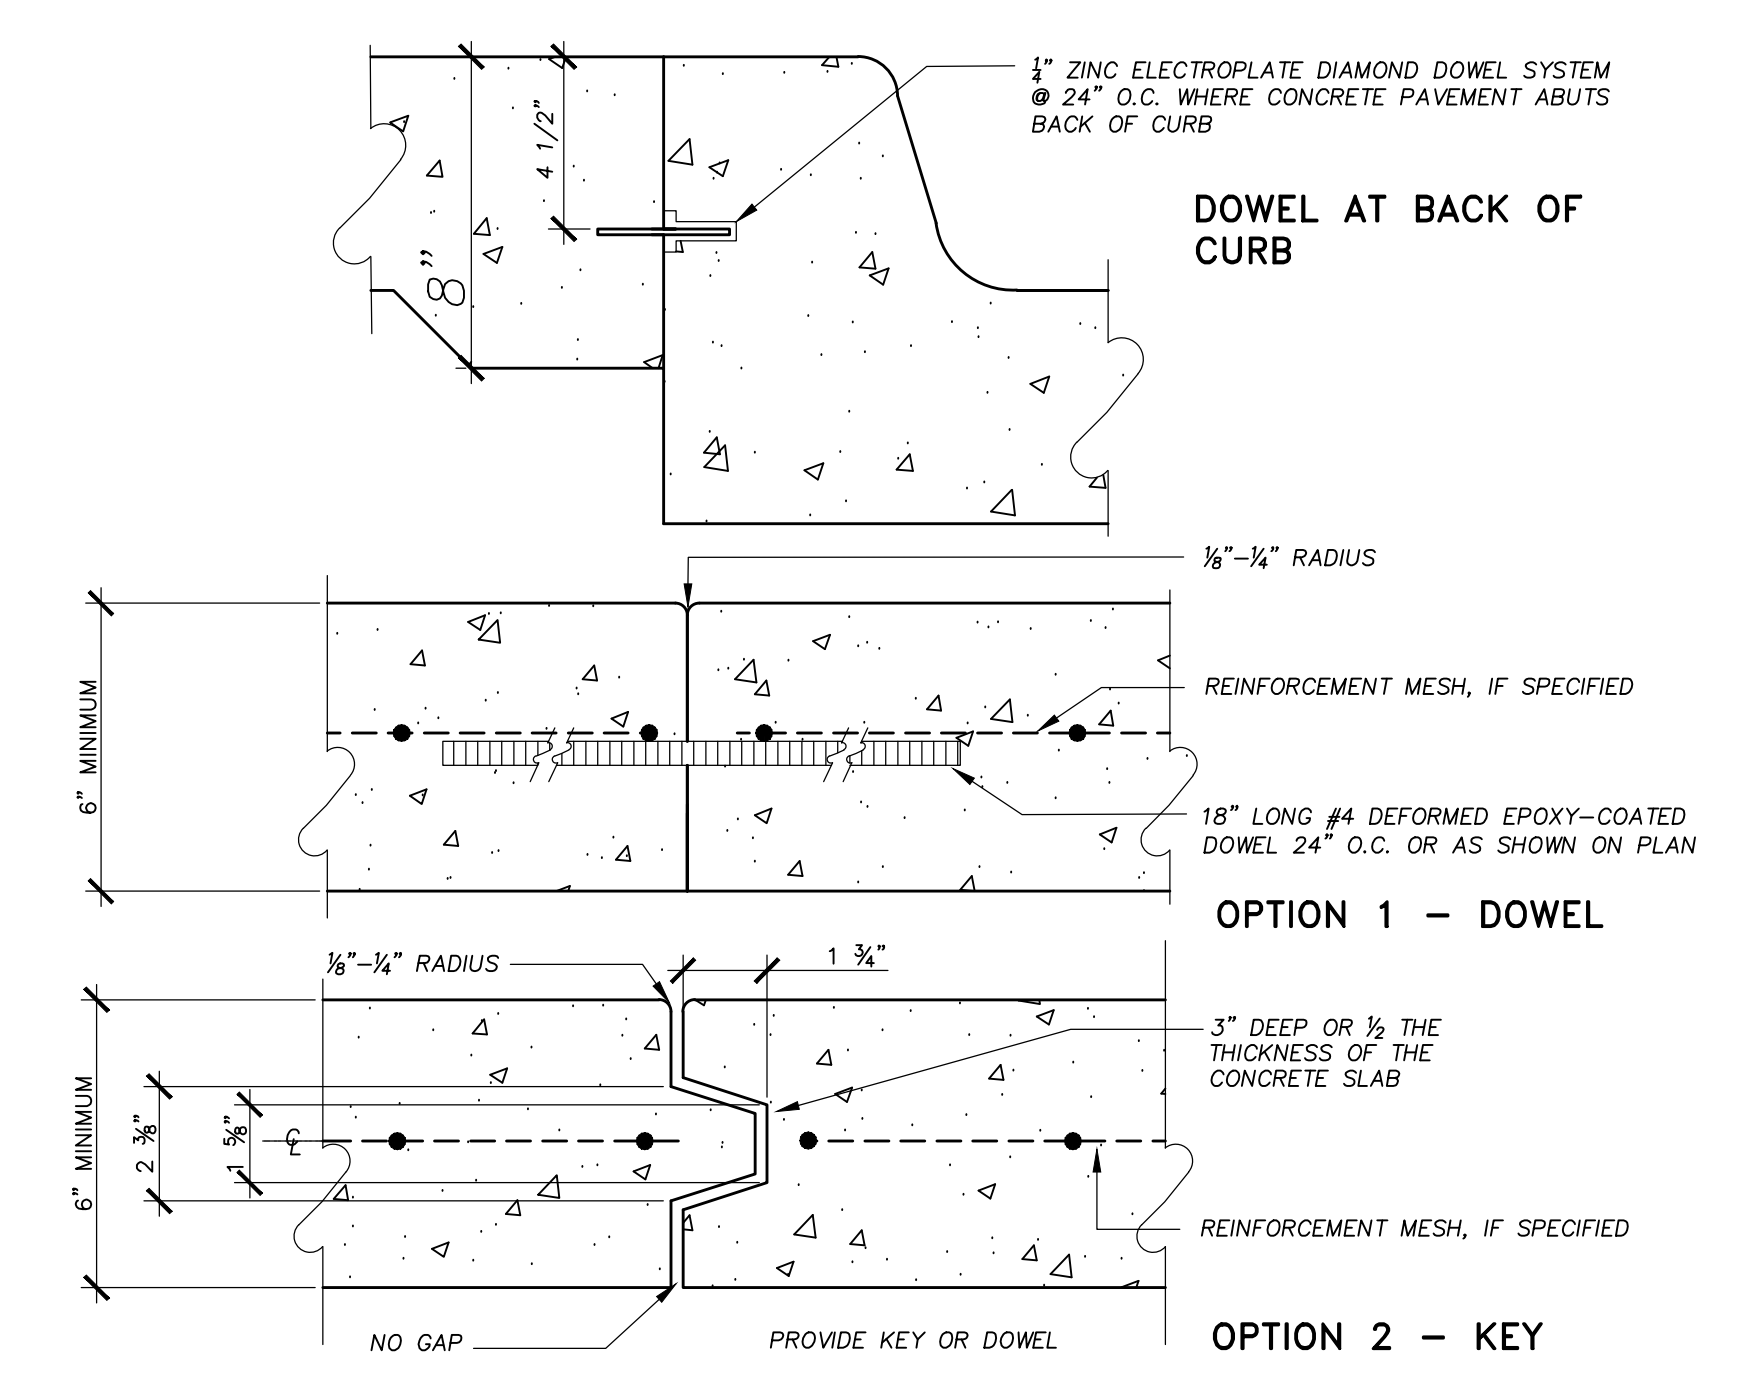 ¼" ZINC ELECTROPLATE DIAMOND DOWEL SYSTEM
@ 24" O.C. WHERE CONCRETE PAVEMENT ABUTS
BACK OF CURB
4 1/2"
8"
DOWEL AT BACK OF
CURB
⅛"-¼" RADIUS
6" MINIMUM
REINFORCEMENT MESH, IF SPECIFIED
18" LONG #4 DEFORMED EPOXY-COATED
DOWEL 24" O.C. OR AS SHOWN ON PLAN
OPTION 1 - DOWEL
⅛"-¼" RADIUS
1 ¾"
3" DEEP OR ½ THE
THICKNESS OF THE
CONCRETE SLAB
6" MINIMUM
2 ⅜"
1 ⅝"
℄
REINFORCEMENT MESH, IF SPECIFIED
NO GAP
PROVIDE KEY OR DOWEL
OPTION 2 - KEY